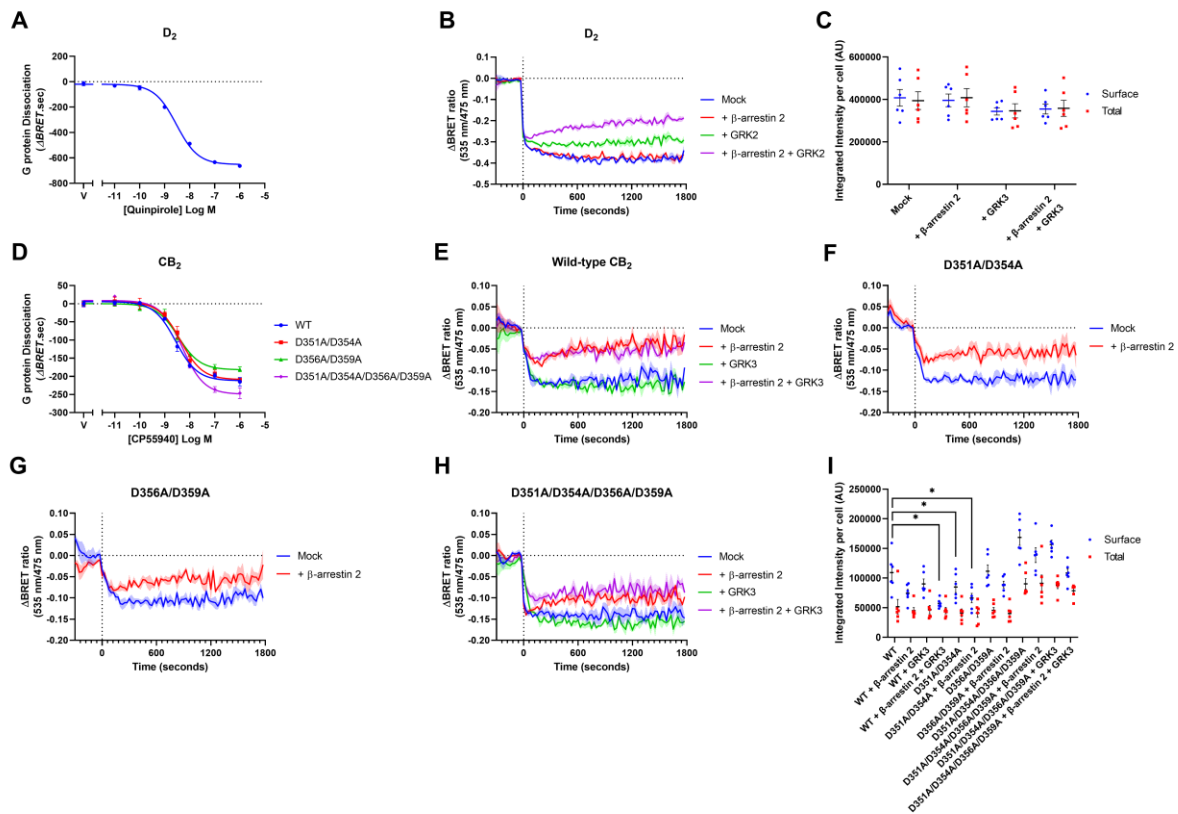 A
D2
G protein Dissociation
(ΔBRET.sec)
200
0
-200
-400
-600
-800
V
-11
-10
-9
-8
-7
-6
-5
[Quinpirole] Log M
B
D2
ΔBRET ratio
(535 nm/475 nm)
0.1
-0.0
-0.1
-0.2
-0.3
-0.4
-0.5
0
600
1200
1800
Time (seconds)
Mock
+ β-arrestin 2
+ GRK2
+ β-arrestin 2 + GRK2
C
Integrated Intensity per cell (AU)
600000
400000
200000
0
Mock
+ β-arrestin 2
+ GRK3
+ β-arrestin 2
+ GRK3
Surface
Total
D
CB2
G protein Dissociation
(ΔBRET.sec)
50
0
-50
-100
-150
-200
-250
-300
V
-11
-10
-9
-8
-7
-6
-5
[CP55940] Log M
WT
D351A/D354A
D356A/D359A
D351A/D354A/D356A/D359A
E
Wild-type CB2
ΔBRET ratio
(535 nm/475 nm)
0.10
0.05
-0.00
-0.05
-0.10
-0.15
-0.20
0
600
1200
1800
Time (seconds)
Mock
+ β-arrestin 2
+ GRK3
+ β-arrestin 2 + GRK3
F
D351A/D354A
ΔBRET ratio
(535 nm/475 nm)
0.10
0.05
-0.00
-0.05
-0.10
-0.15
-0.20
0
600
1200
1800
Time (seconds)
Mock
+ β-arrestin 2
G
D356A/D359A
ΔBRET ratio
(535 nm/475 nm)
0.10
0.05
0.00
-0.05
-0.10
-0.15
-0.20
0
600
1200
1800
Time (seconds)
Mock
+ β-arrestin 2
H
D351A/D354A/D356A/D359A
ΔBRET ratio
(535 nm/475 nm)
0.10
0.05
-0.00
-0.05
-0.10
-0.15
-0.20
0
600
1200
1800
Time (seconds)
Mock
+ β-arrestin 2
+ GRK3
+ β-arrestin 2 + GRK3
I
Integrated Intensity per cell (AU)
250000
200000
150000
100000
50000
0
*
*
*
WT
WT + β-arrestin 2
WT + GRK3
WT + β-arrestin 2 + GRK3
D351A/D354A
D351A/D354A + β-arrestin 2
D356A/D359A
D356A/D359A + β-arrestin 2
D351A/D354A/D356A/D359A
D351A/D354A/D356A/D359A + β-arrestin 2
D351A/D354A/D356A/D359A + GRK3
D351A/D354A/D356A/D359A + β-arrestin 2 + GRK3
Surface
Total